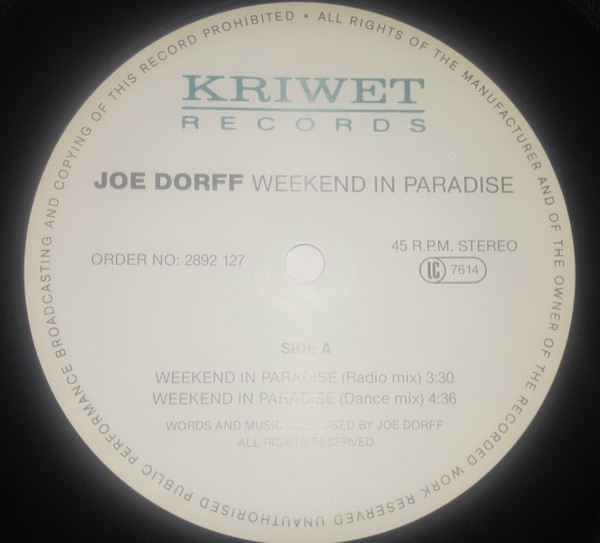 KRIWET
RECORDS
JOE DORFF WEEKEND IN PARADISE
ORDER NO: 2892 127
45 R.P.M. STEREO
LC 7614
SIDE A
WEEKEND IN PARADISE (Radio mix) 3:30
WEEKEND IN PARADISE (Dance mix) 4:36
WORDS AND MUSIC USED BY JOE DORFF
ALL RIGHTS RESERVED
ALL RIGHTS OF THE MANUFACTURER AND OF THE OWNER OF THE RECORDED WORK RESERVED UNAUTHORISED PUBLIC PERFORMANCE BROADCASTING AND COPYING OF THIS RECORD PROHIBITED •